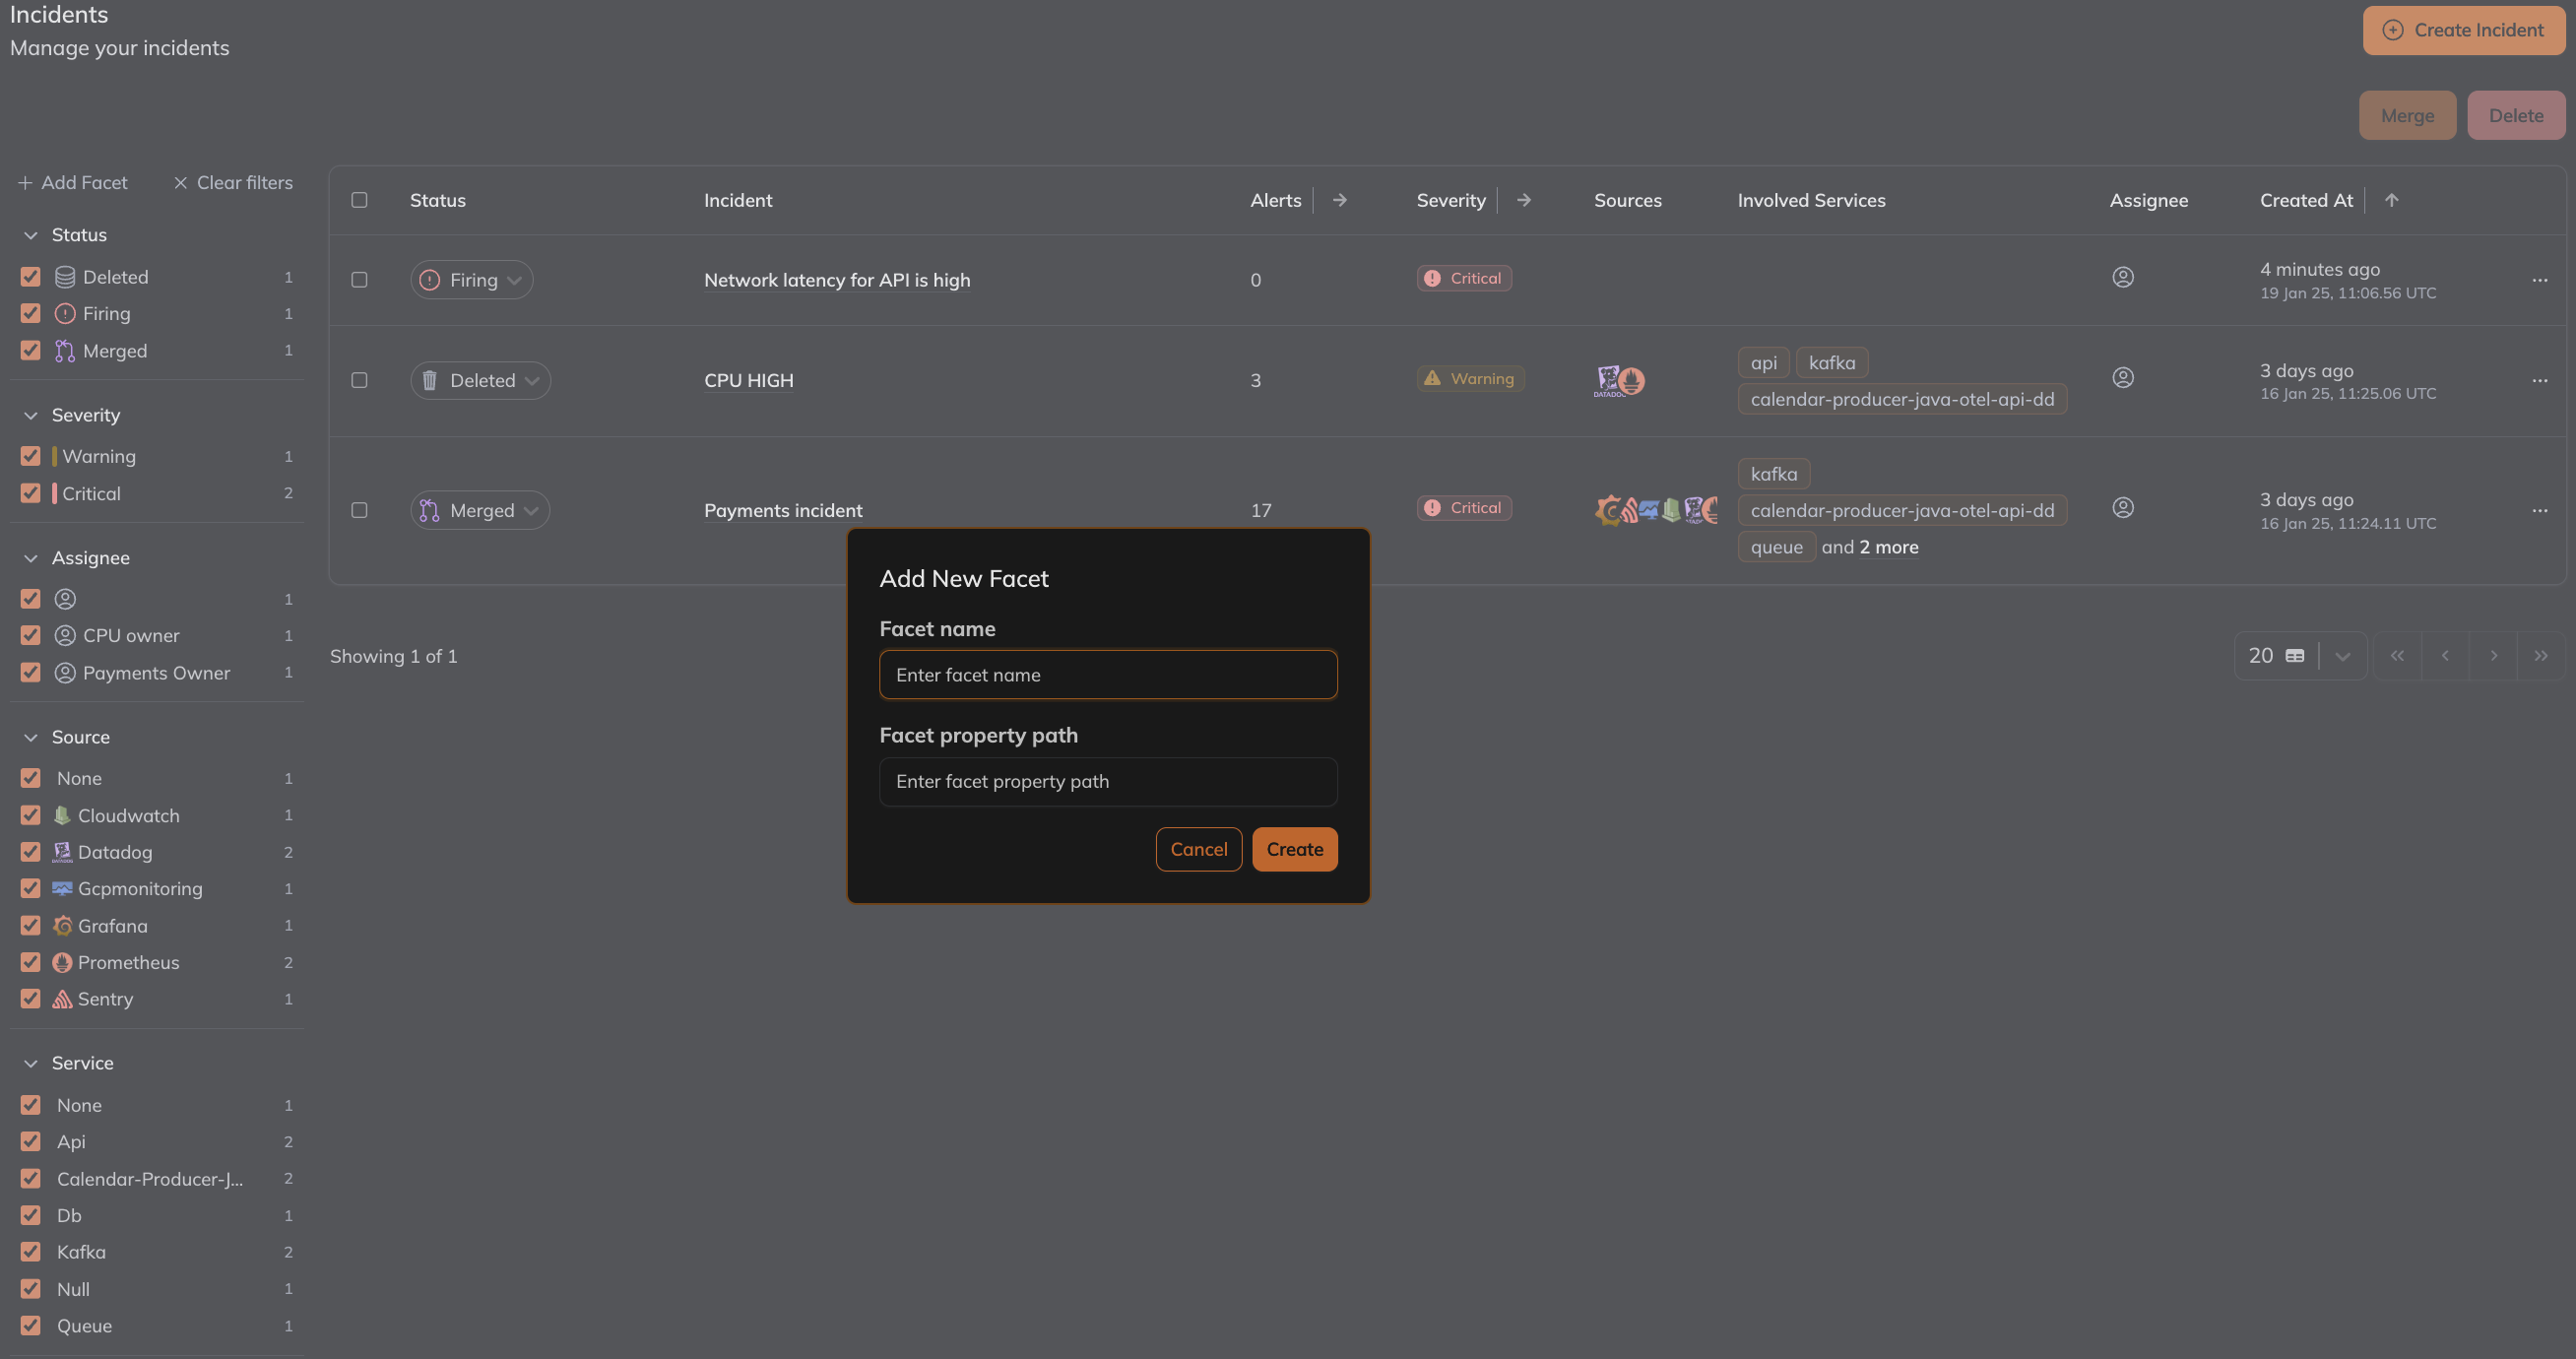 Incidents
Manage your incidents
Create Incident
Merge
Delete
Add Facet
Clear filters
Status
Deleted 1
Firing 1
Merged 1
Severity
Warning 1
Critical 2
Assignee
1
CPU owner 1
Payments Owner 1
Source
None 1
Cloudwatch 1
Datadog 2
Gcpmonitoring 1
Grafana 1
Prometheus 2
Sentry 1
Service
None 1
Api 2
Calendar-Producer-J... 2
Db 1
Kafka 2
Null 1
Queue 1
Status Incident Alerts Severity Sources Involved Services Assignee Created At
Firing Network latency for API is high 0 Critical 4 minutes ago
19 Jan 25, 11:06.56 UTC
api kafka
Deleted CPU HIGH 3 Warning 3 days ago
calendar-producer-java-otel-api-dd 16 Jan 25, 11:25.06 UTC
kafka
Merged Payments incident 17 Critical calendar-producer-java-otel-api-dd 3 days ago
16 Jan 25, 11:24.11 UTC
queue and 2 more
Showing 1 of 1
20
Add New Facet
Facet name
Enter facet name
Facet property path
Enter facet property path
Cancel
Create